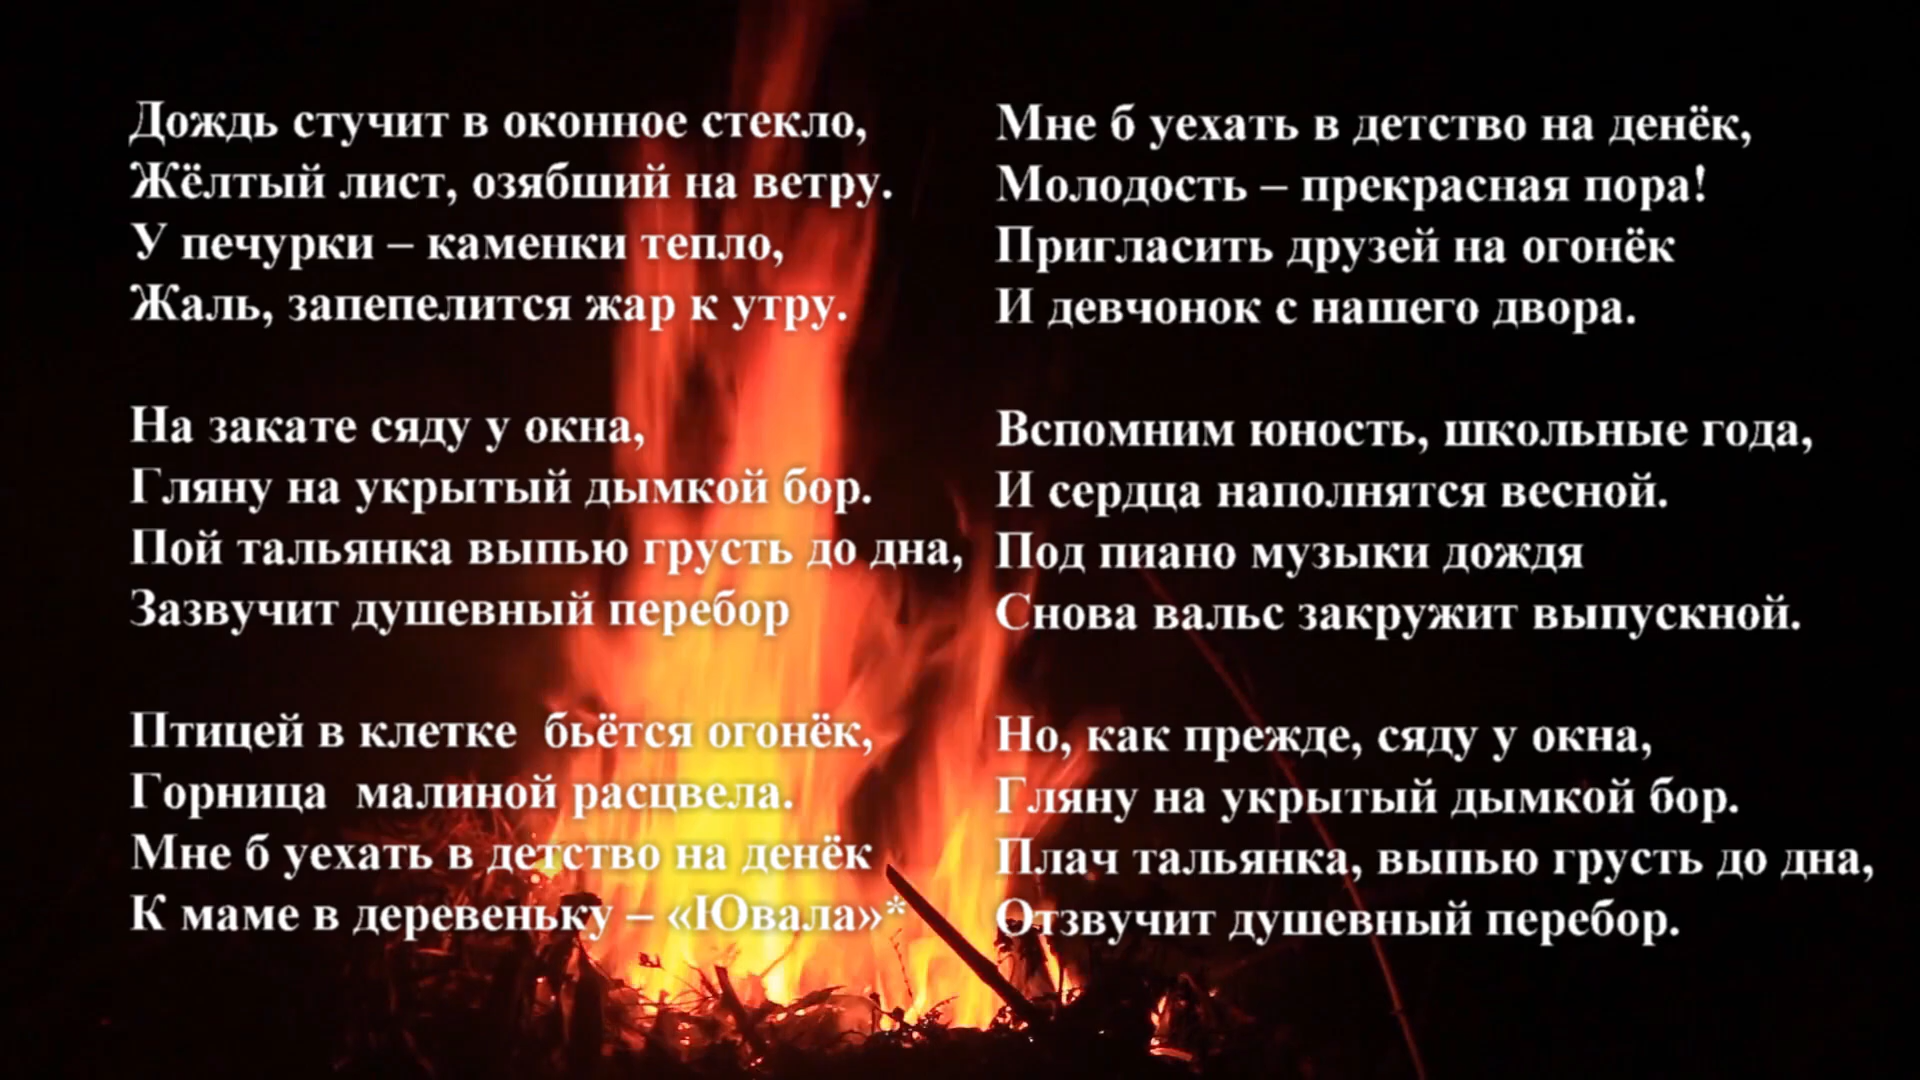 Дождь стучит в оконное стекло,
Жёлтый лист, озябший на ветру.
У печурки – каменки тепло,
Жаль, запепелится жар к утру.
На закате сяду у окна,
Гляну на укрытый дымкой бор.
Пой тальянка выпью грусть до дна,
Зазвучит душевный перебор
Птицей в клетке  бьётся огонёк,
Горница  малиной расцвела.
Мне б уехать в детство на денёк
К маме в деревеньку – «Ювала»*
Мне б уехать в детство на денёк,
Молодость – прекрасная пора!
Пригласить друзей на огонёк
И девчонок с нашего двора.
Вспомним юность, школьные года,
И сердца наполнятся весной.
Под пиано музыки дождя
Снова вальс закружит выпускной.
Но, как прежде, сяду у окна,
Гляну на укрытый дымкой бор.
Плач тальянка, выпью грусть до дна,
Отзвучит душевный перебор.